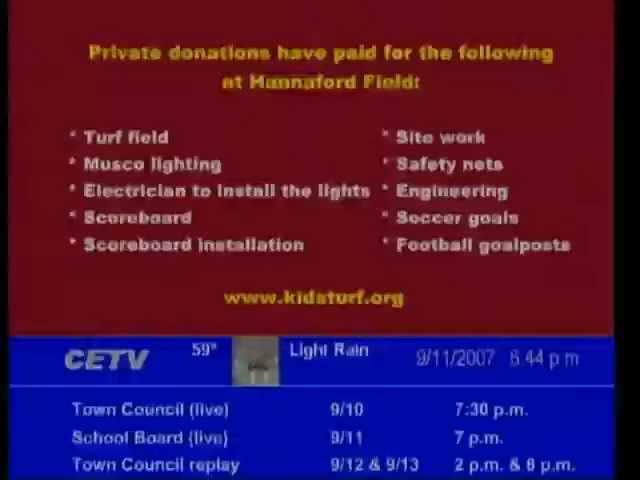 Private donations have paid for the following
at Hannaford Field:
* Turf field
* Musco lighting
* Electrician to install the lights
* Scoreboard
* Scoreboard installation
* Site work
* Safety nets
* Engineering
* Soccer goals
* Football goalposts
www.kidsturf.org
CETV 59° Light Rain 9/11/2007 6:44 p m
Town Council (live) 9/10 7:30 p.m.
School Board (live) 9/11 7 p.m.
Town Council replay 9/12 & 9/13 2 p.m. & 8 p.m.